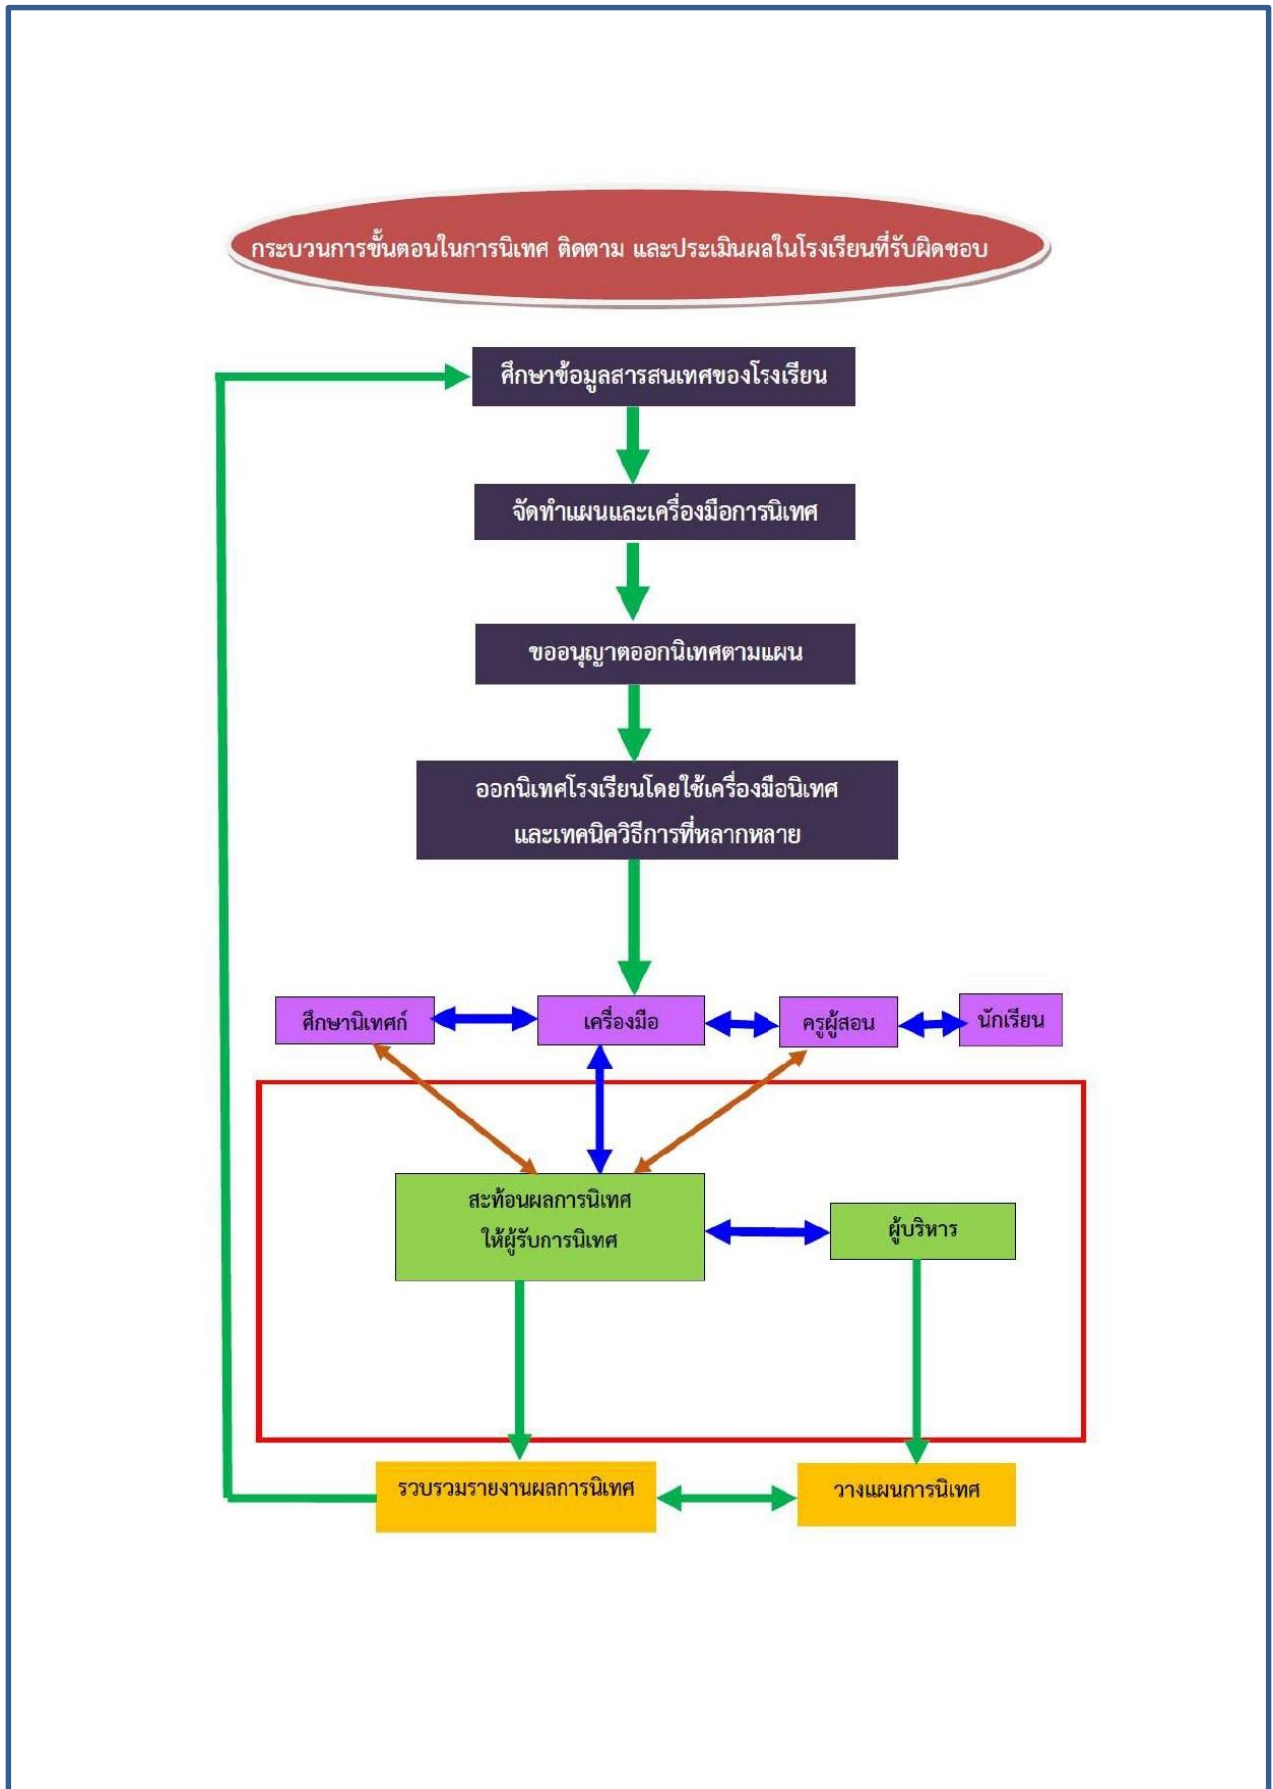 กระบวนการขั้นตอนในการนิเทศ ติดตาม และประเมินผลในโรงเรียนที่รับผิดชอบ
ศึกษาข้อมูลสารสนเทศของโรงเรียน
จัดทำแผนและเครื่องมือการนิเทศ
ขออนุญาตออกนิเทศตามแผน
ออกนิเทศโรงเรียนโดยใช้เครื่องมือนิเทศ
และเทคนิควิธีการที่หลากหลาย
ศึกษานิเทศก์
เครื่องมือ
ครูผู้สอน
นักเรียน
สะท้อนผลการนิเทศ
ให้ผู้รับการนิเทศ
ผู้บริหาร
รวบรวมรายงานผลการนิเทศ
วางแผนการนิเทศ